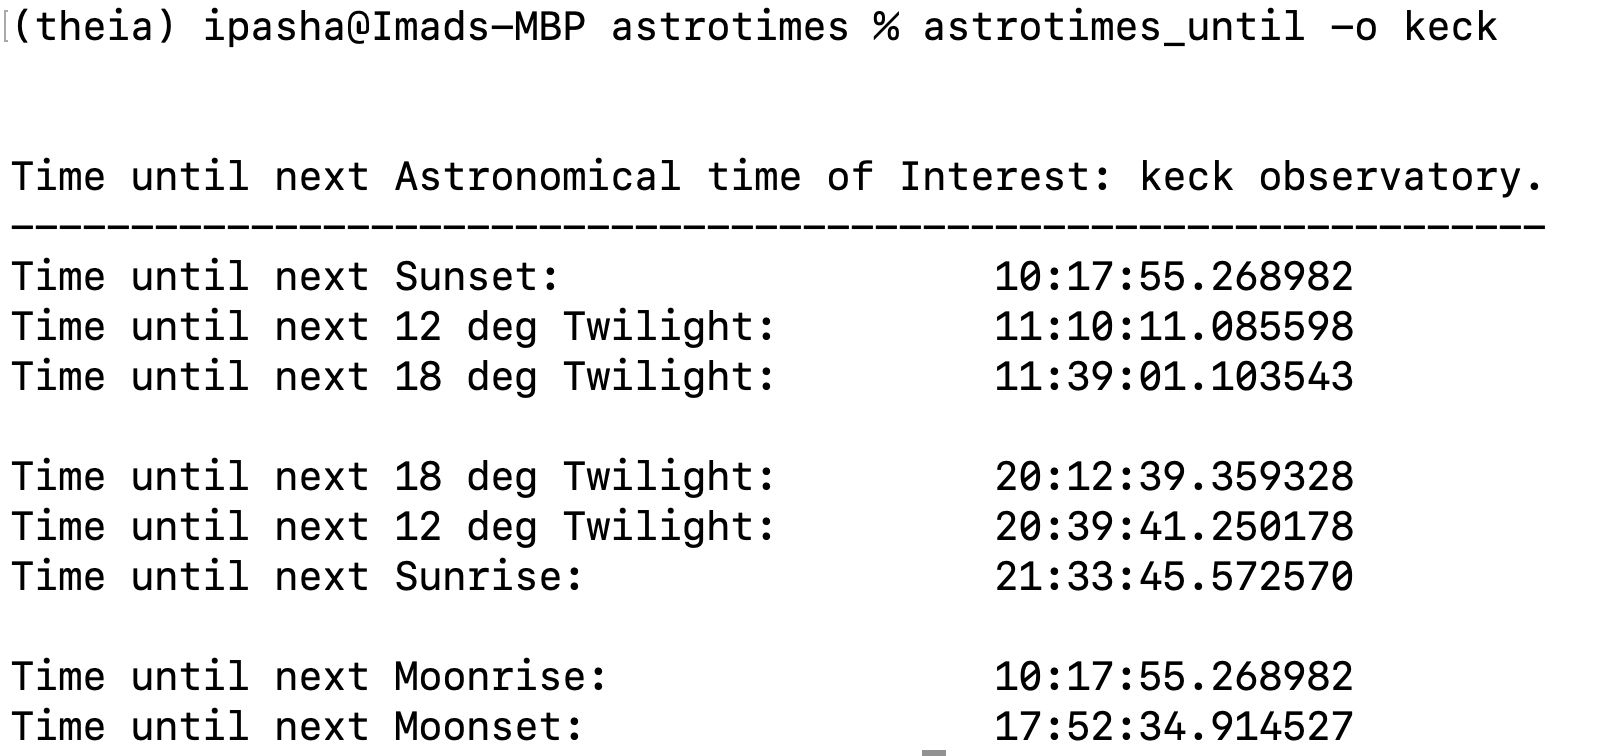 [(theia) ipasha@Imads-MBP astrotimes % astrotimes_until -o keck
Time until next Astronomical time of Interest: keck observatory.
----------------------------------------------------------------
Time until next Sunset: 10:17:55.268982
Time until next 12 deg Twilight: 11:10:11.085598
Time until next 18 deg Twilight: 11:39:01.103543
Time until next 18 deg Twilight: 20:12:39.359328
Time until next 12 deg Twilight: 20:39:41.250178
Time until next Sunrise: 21:33:45.572570
Time until next Moonrise: 10:17:55.268982
Time until next Moonset: 17:52:34.914527